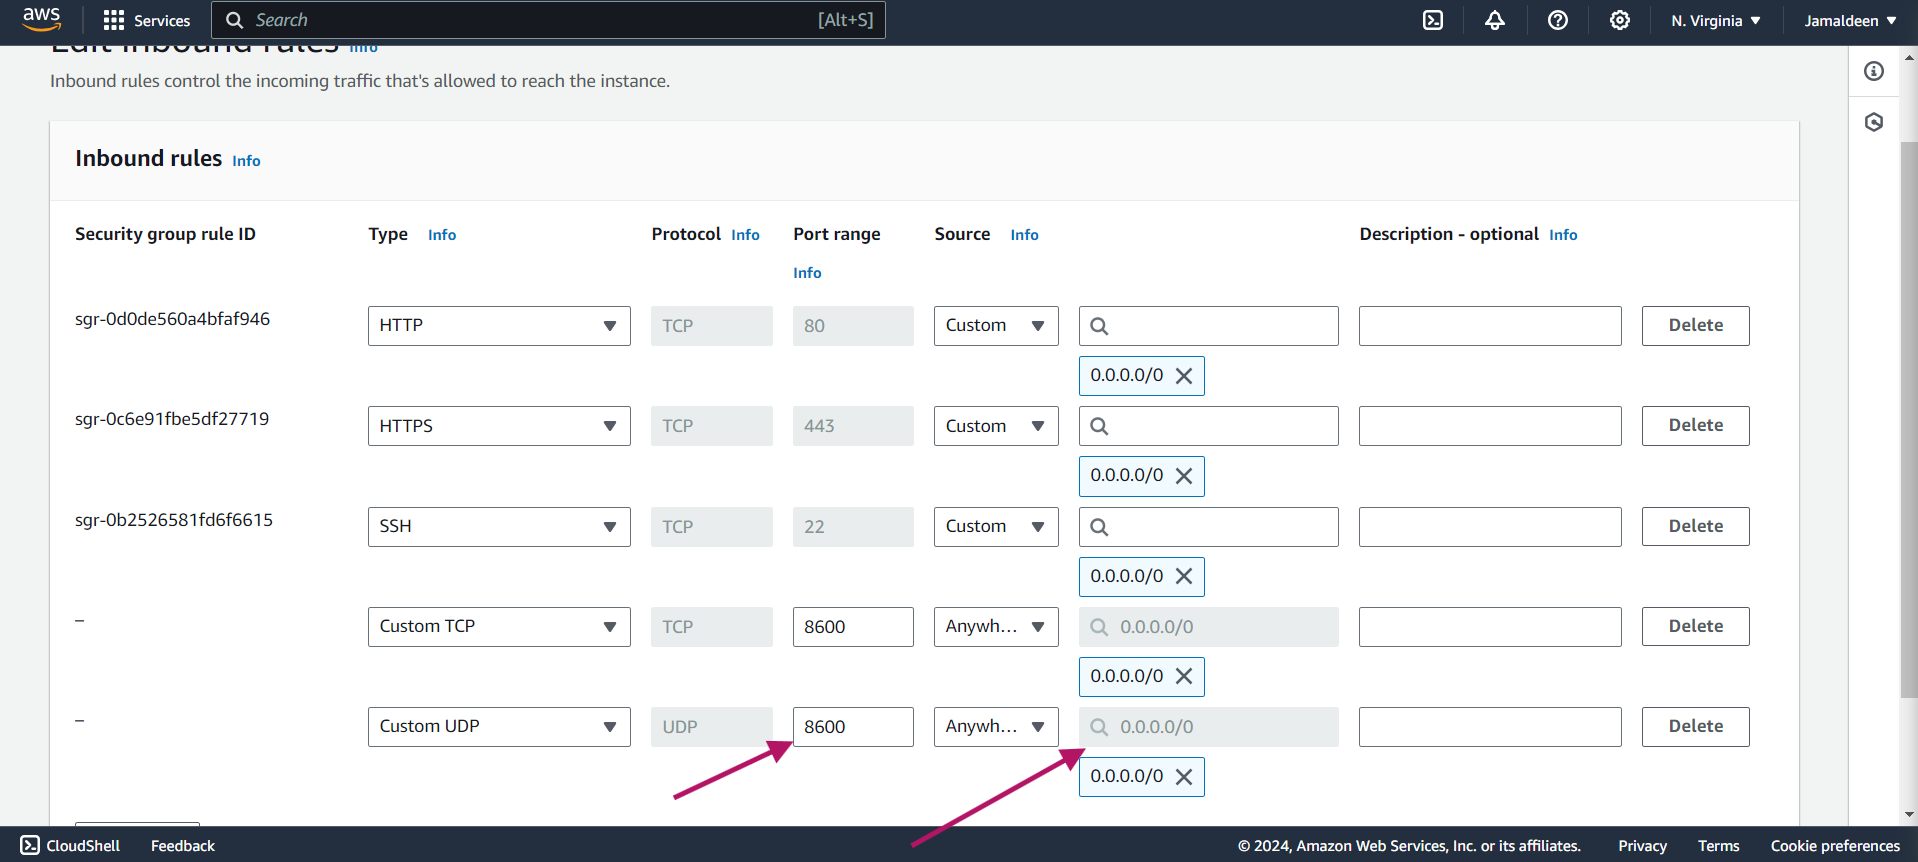 aws Services Search [Alt+S] N. Virginia Jamaldeen
Edit inbound rules Info
Inbound rules control the incoming traffic that's allowed to reach the instance.
Inbound rules Info
Security group rule ID Type Info Protocol Info Port range Source Info Description - optional Info
Info
sgr-0d0de560a4bfaf946 HTTP TCP 80 Custom Delete
0.0.0.0/0
sgr-0c6e91fbe5df27719 HTTPS TCP 443 Custom Delete
0.0.0.0/0
sgr-0b2526581fd6f6615 SSH TCP 22 Custom Delete
0.0.0.0/0
– Custom TCP TCP 8600 Anywh... 0.0.0.0/0 Delete
0.0.0.0/0
– Custom UDP UDP 8600 Anywh... 0.0.0.0/0 Delete
0.0.0.0/0
CloudShell Feedback © 2024, Amazon Web Services, Inc. or its affiliates. Privacy Terms Cookie preferences